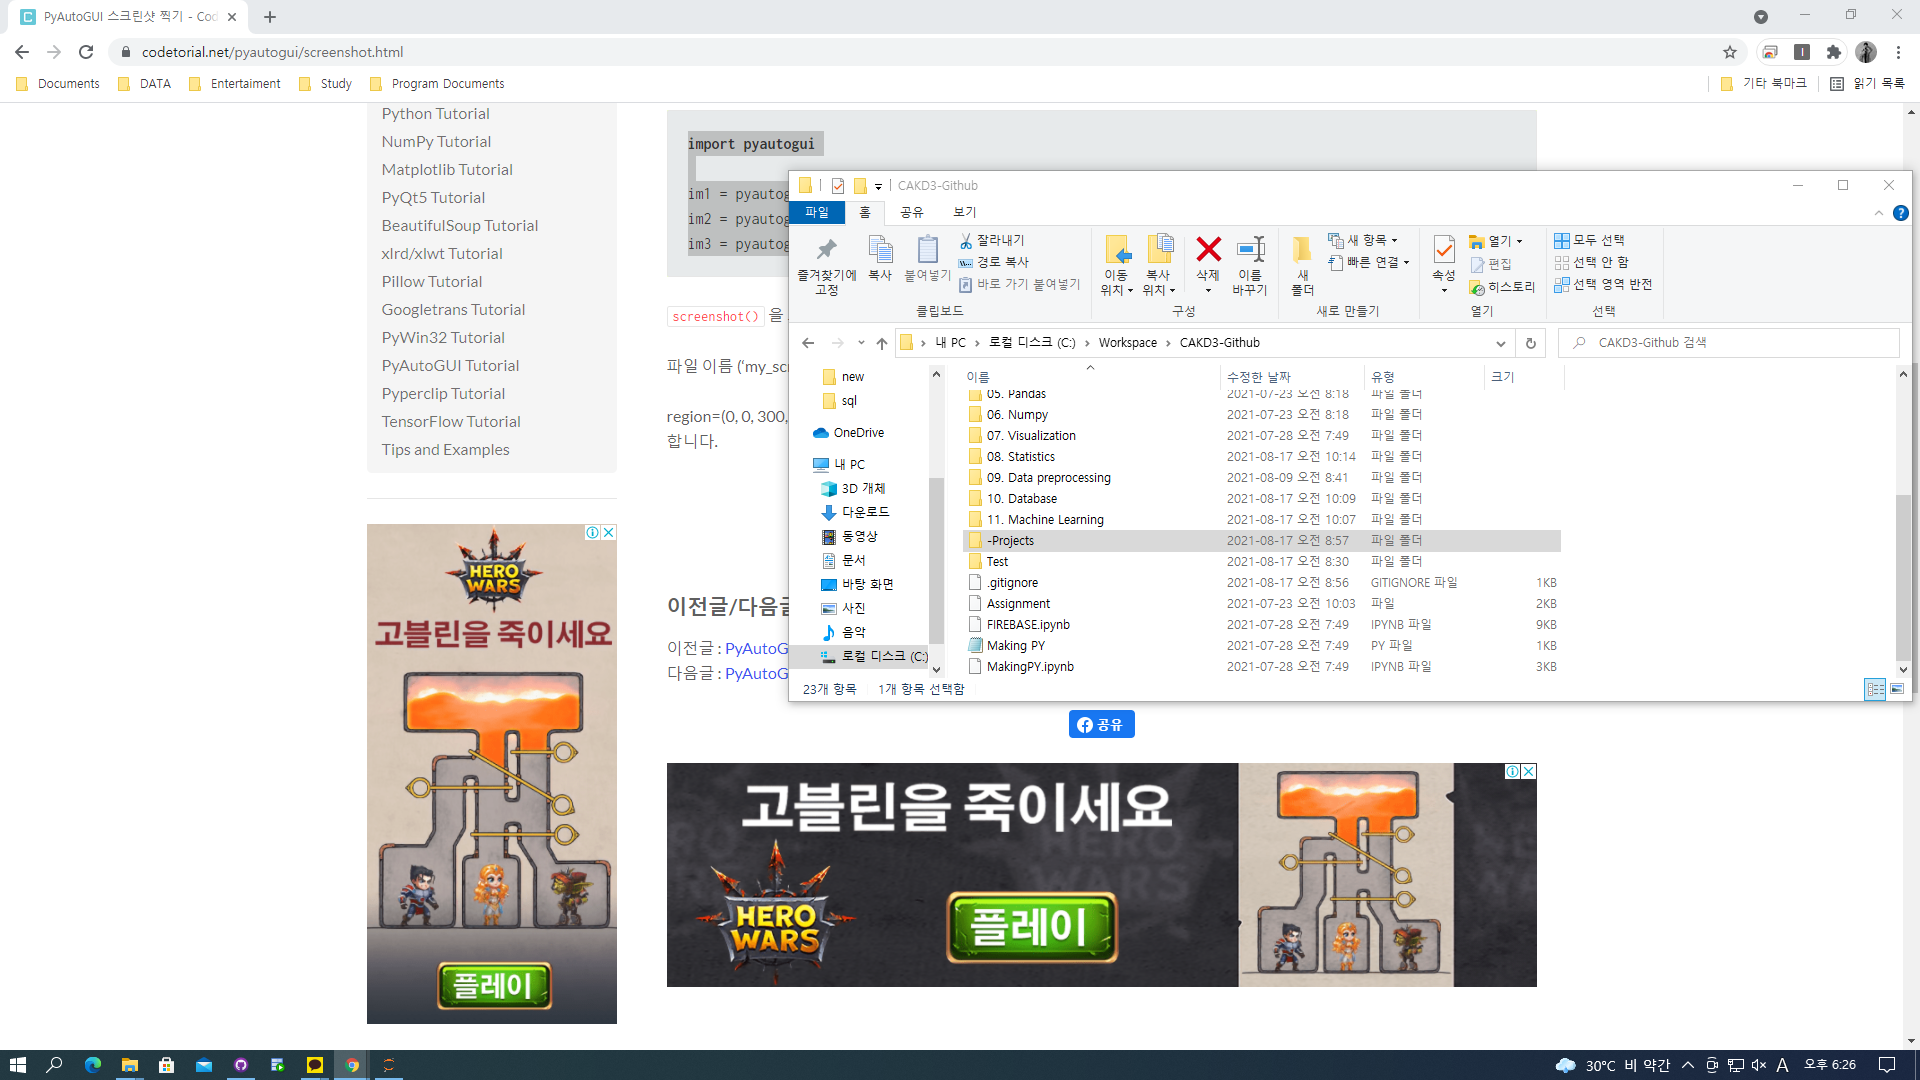 PyAutoGUI 스크린샷 찍기 - Cod
codetorial.net/pyautogui/screenshot.html
Documents
DATA
Entertaiment
Study
Program Documents
기타 북마크
읽기 목록
Python Tutorial
NumPy Tutorial
Matplotlib Tutorial
PyQt5 Tutorial
BeautifulSoup Tutorial
xlrd/xlwt Tutorial
Pillow Tutorial
Googletrans Tutorial
PyWin32 Tutorial
PyAutoGUI Tutorial
Pyperclip Tutorial
TensorFlow Tutorial
Tips and Examples
HERO
WARS
고블린을 죽이세요
플레이
import pyautogui
im1 = pyautog
im2 = pyautog
im3 = pyautog
screenshot() 을
파일 이름 ('my_scr
region=(0, 0, 300,
합니다.
이전글/다음글
이전글 : PyAutoG
다음글 : PyAutoG
CAKD3-Github
파일 홈 공유 보기
즐겨찾기에
고정
복사
붙여넣기
잘라내기
경로 복사
바로 가기 붙여넣기
클립보드
이동
위치
복사
위치
삭제
이름
바꾸기
구성
새
폴더
새 항목
빠른 연결
새로 만들기
속성
열기
편집
히스토리
열기
모두 선택
선택 안 함
선택 영역 반전
선택
내 PC 로컬 디스크 (C:) Workspace CAKD3-Github
CAKD3-Github 검색
new
sql
OneDrive
내 PC
3D 개체
다운로드
동영상
문서
바탕 화면
사진
음악
로컬 디스크 (C:)
이름 수정한 날짜 유형 크기
05. Pandas 2021-07-23 오전 8:18 파일 폴더
06. Numpy 2021-07-23 오전 8:18 파일 폴더
07. Visualization 2021-07-28 오전 7:49 파일 폴더
08. Statistics 2021-08-17 오전 10:14 파일 폴더
09. Data preprocessing 2021-08-09 오전 8:41 파일 폴더
10. Database 2021-08-17 오전 10:09 파일 폴더
11. Machine Learning 2021-08-17 오전 10:07 파일 폴더
-Projects 2021-08-17 오전 8:57 파일 폴더
Test 2021-08-17 오전 8:30 파일 폴더
.gitignore 2021-08-17 오전 8:56 GITIGNORE 파일 1KB
Assignment 2021-07-23 오전 10:03 파일 2KB
FIREBASE.ipynb 2021-07-28 오전 7:49 IPYNB 파일 9KB
Making PY 2021-07-28 오전 7:49 PY 파일 1KB
MakingPY.ipynb 2021-07-28 오전 7:49 IPYNB 파일 3KB
23개 항목 1개 항목 선택함
공유
고블린을 죽이세요
HERO
WARS
플레이
30°C 비 약간
A
오후 6:26